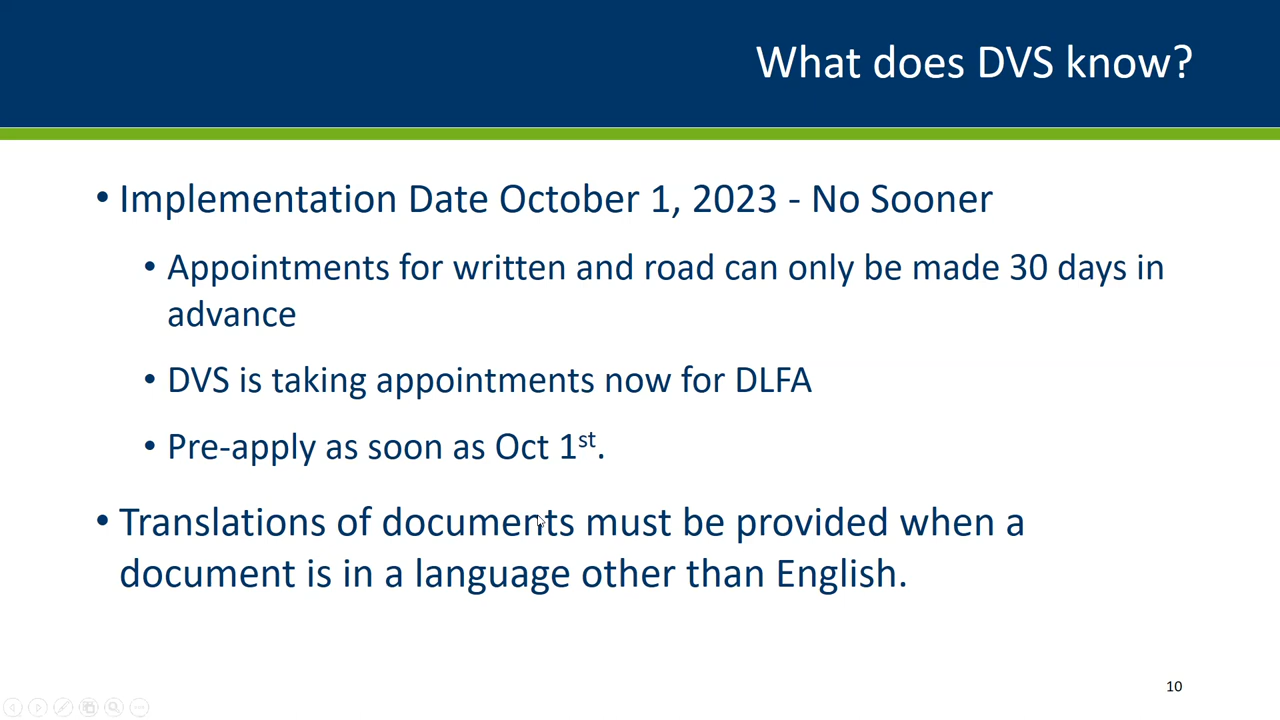 What does DVS know?
• Implementation Date October 1, 2023 - No Sooner
• Appointments for written and road can only be made 30 days in
advance
• DVS is taking appointments now for DLFA
• Pre-apply as soon as Oct 1st.
• Translations of documents must be provided when a
document is in a language other than English.
10